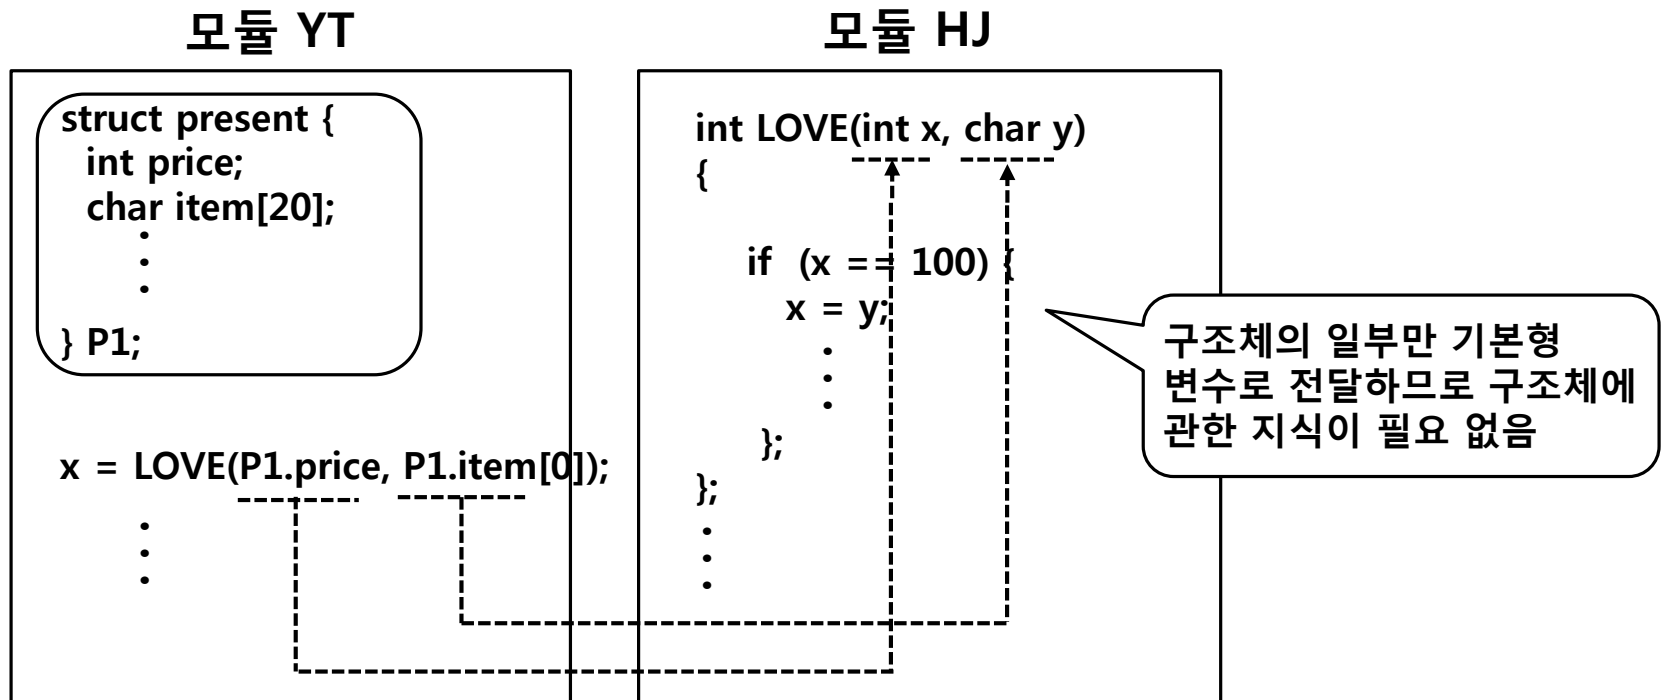 모듈 YT
struct present {
int price;
char item[20];
} P1;
x = LOVE(P1.price, P1.item[0]);
모듈 HJ
int LOVE(int x, char y)
{
if (x == 100) {
x = y;
};
};
구조체의 일부만 기본형
변수로 전달하므로 구조체에
관한 지식이 필요 없음